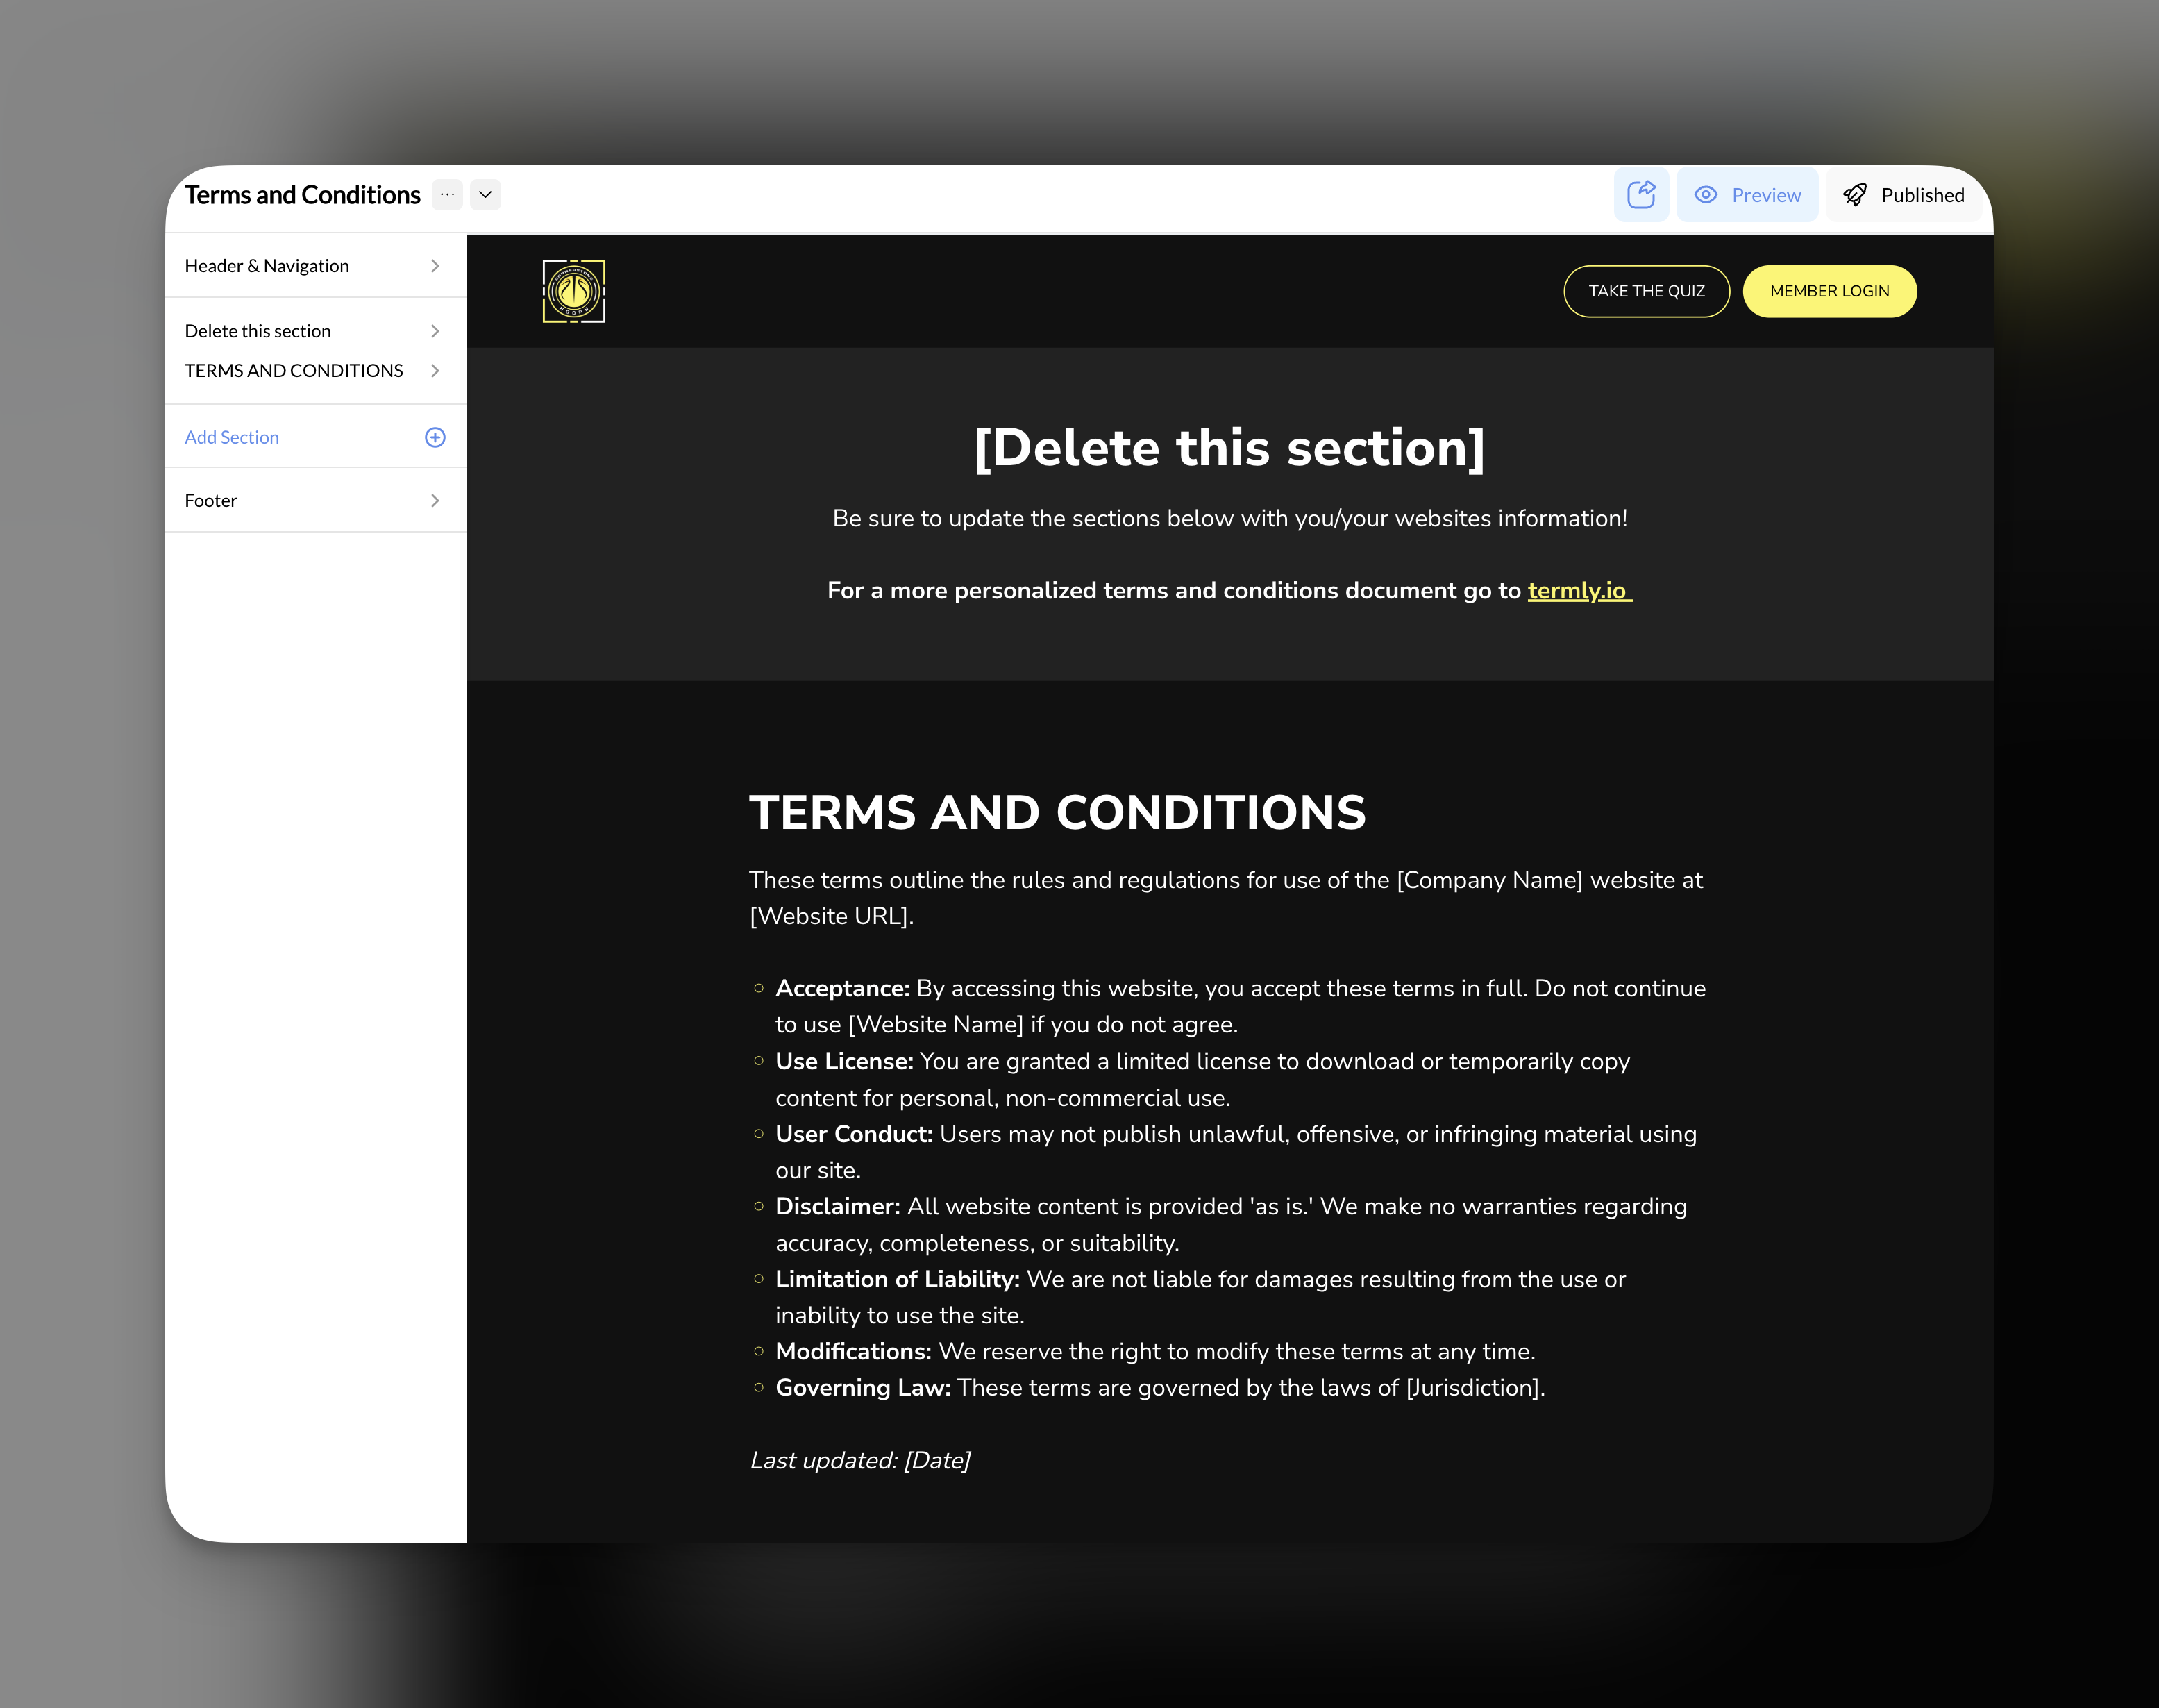 Terms and Conditions
Preview
Published
Header & Navigation
Delete this section
TERMS AND CONDITIONS
Add Section
Footer
CORNERSTONE
HOOPS
TAKE THE QUIZ
MEMBER LOGIN
[Delete this section]
Be sure to update the sections below with you/your websites information!
For a more personalized terms and conditions document go to termly.io
TERMS AND CONDITIONS
These terms outline the rules and regulations for use of the [Company Name] website at
[Website URL].
Acceptance: By accessing this website, you accept these terms in full. Do not continue
to use [Website Name] if you do not agree.
Use License: You are granted a limited license to download or temporarily copy
content for personal, non-commercial use.
User Conduct: Users may not publish unlawful, offensive, or infringing material using
our site.
Disclaimer: All website content is provided 'as is.' We make no warranties regarding
accuracy, completeness, or suitability.
Limitation of Liability: We are not liable for damages resulting from the use or
inability to use the site.
Modifications: We reserve the right to modify these terms at any time.
Governing Law: These terms are governed by the laws of [Jurisdiction].
Last updated: [Date]